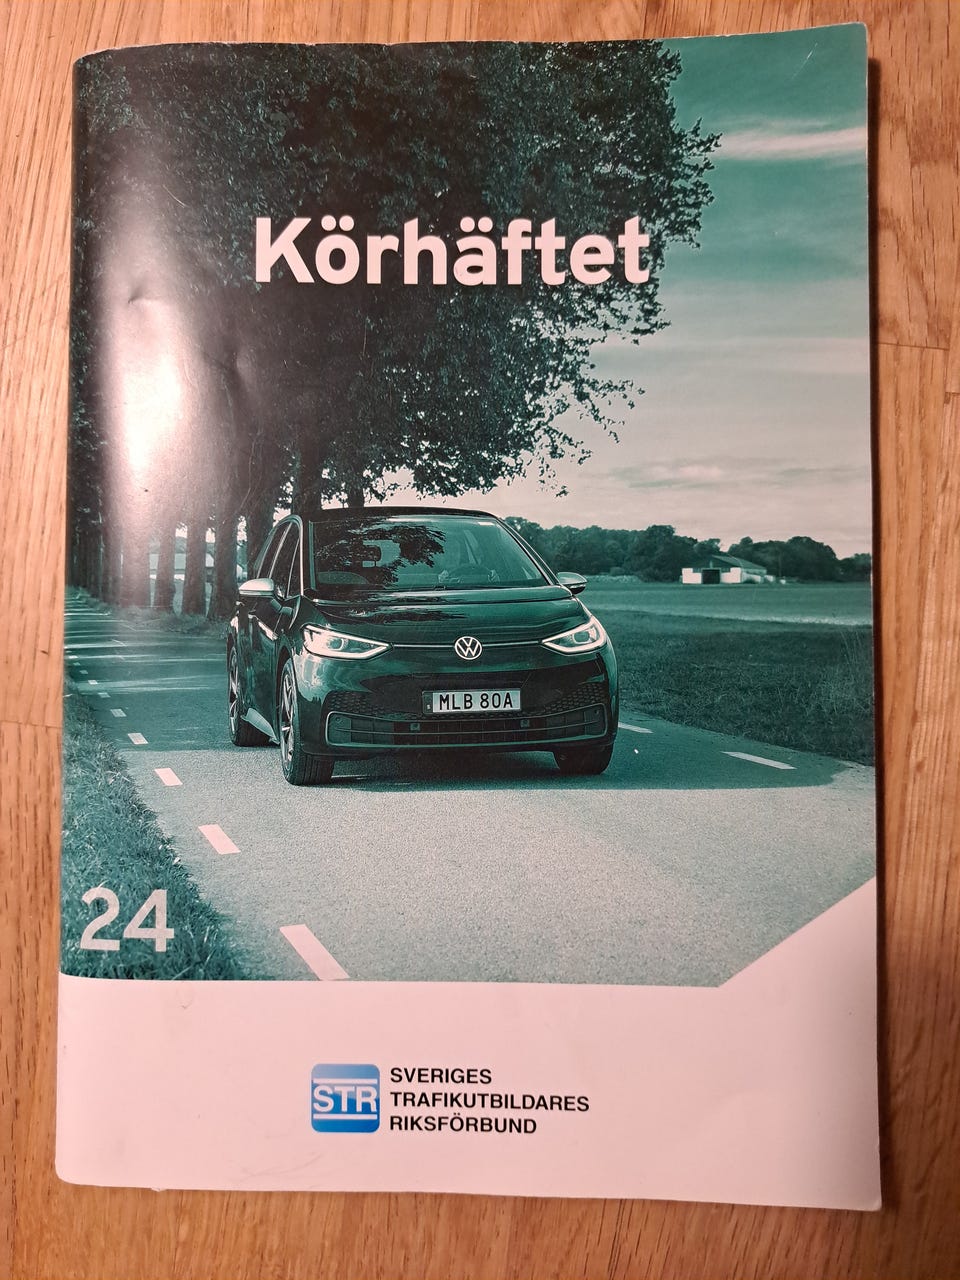 Körhäftet
MLB 80A
24
STR
SVERIGES
TRAFIKUTBILDARES
RIKSFÖRBUND